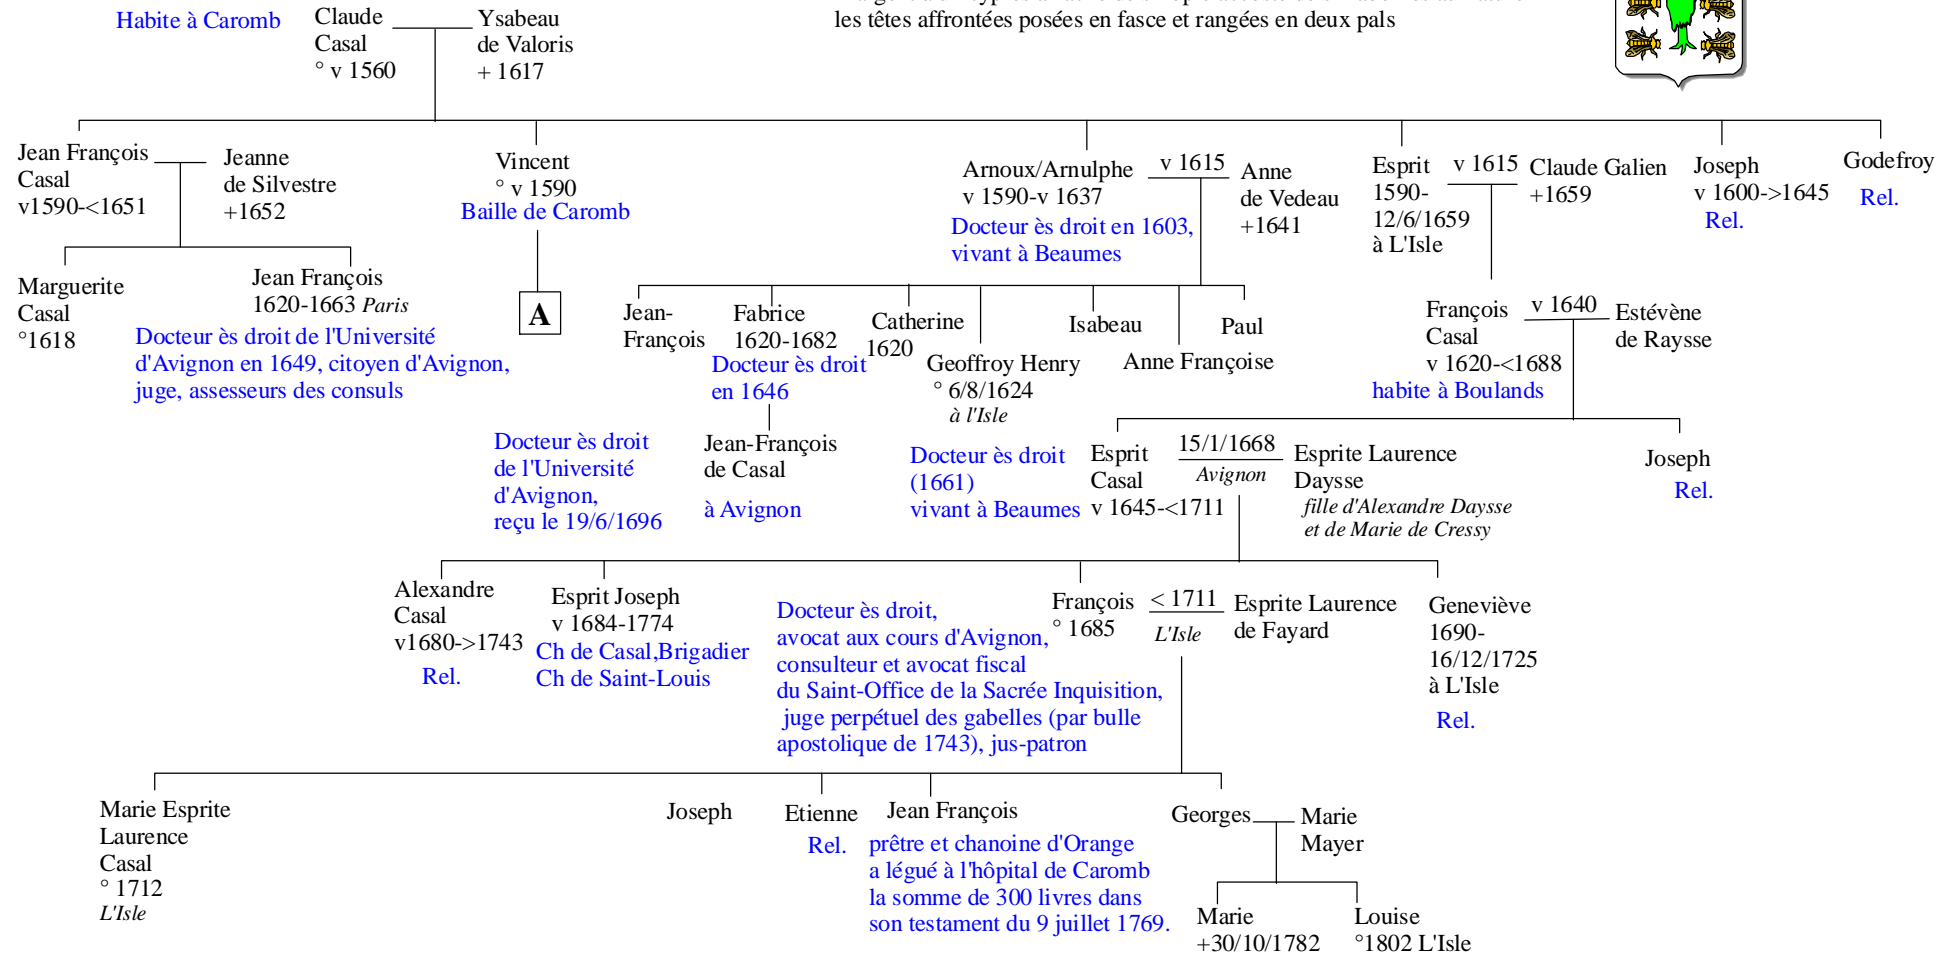 Habite à Caromb
Claude
Casal
° v 1560
Ysabeau
de Valoris
+ 1617
les têtes affrontées posées en fasce et rangées en deux pals
Jean François
Casal
v1590-<1651
Jeanne
de Silvestre
+1652
Vincent
° v 1590
Baille de Caromb
Arnoux/Arnulphe
v 1590-v 1637
Docteur ès droit en 1603,
vivant à Beaumes
v 1615
Anne
de Vedeau
+1641
Esprit
1590-
12/6/1659
à L'Isle
v 1615
Claude Galien
+1659
Joseph
v 1600->1645
Rel.
Godefroy
Rel.
Marguerite
Casal
°1618
Jean François
1620-1663 Paris
Docteur ès droit de l'Université
d'Avignon en 1649, citoyen d'Avignon,
juge, assesseurs des consuls
A
Jean-
François
Fabrice
1620-1682
Docteur ès droit
en 1646
Catherine
1620
Geoffroy Henry
° 6/8/1624
à l'Isle
Isabeau
Anne Françoise
Paul
François
Casal
v 1620-<1688
habite à Boulands
v 1640
Estévène
de Raysse
Docteur ès droit
de l'Université
d'Avignon,
reçu le 19/6/1696
Jean-François
de Casal
à Avignon
Docteur ès droit
(1661)
vivant à Beaumes
Esprit
Casal
v 1645-<1711
15/1/1668
Avignon
Esprite Laurence
Daysse
fille d'Alexandre Daysse
et de Marie de Cressy
Joseph
Rel.
Alexandre
Casal
v1680->1743
Rel.
Esprit Joseph
v 1684-1774
Ch de Casal,Brigadier
Ch de Saint-Louis
Docteur ès droit,
avocat aux cours d'Avignon,
consulteur et avocat fiscal
du Saint-Office de la Sacrée Inquisition,
juge perpétuel des gabelles (par bulle
apostolique de 1743), jus-patron
François
° 1685
< 1711
L'Isle
Esprite Laurence
de Fayard
Geneviève
1690-
16/12/1725
à L'Isle
Rel.
Marie Esprite
Laurence
Casal
° 1712
L'Isle
Joseph
Etienne
Rel.
Jean François
prêtre et chanoine d'Orange
a légué à l'hôpital de Caromb
la somme de 300 livres dans
son testament du 9 juillet 1769.
Georges
Marie
Mayer
Marie
+30/10/1782
Louise
°1802 L'Isle